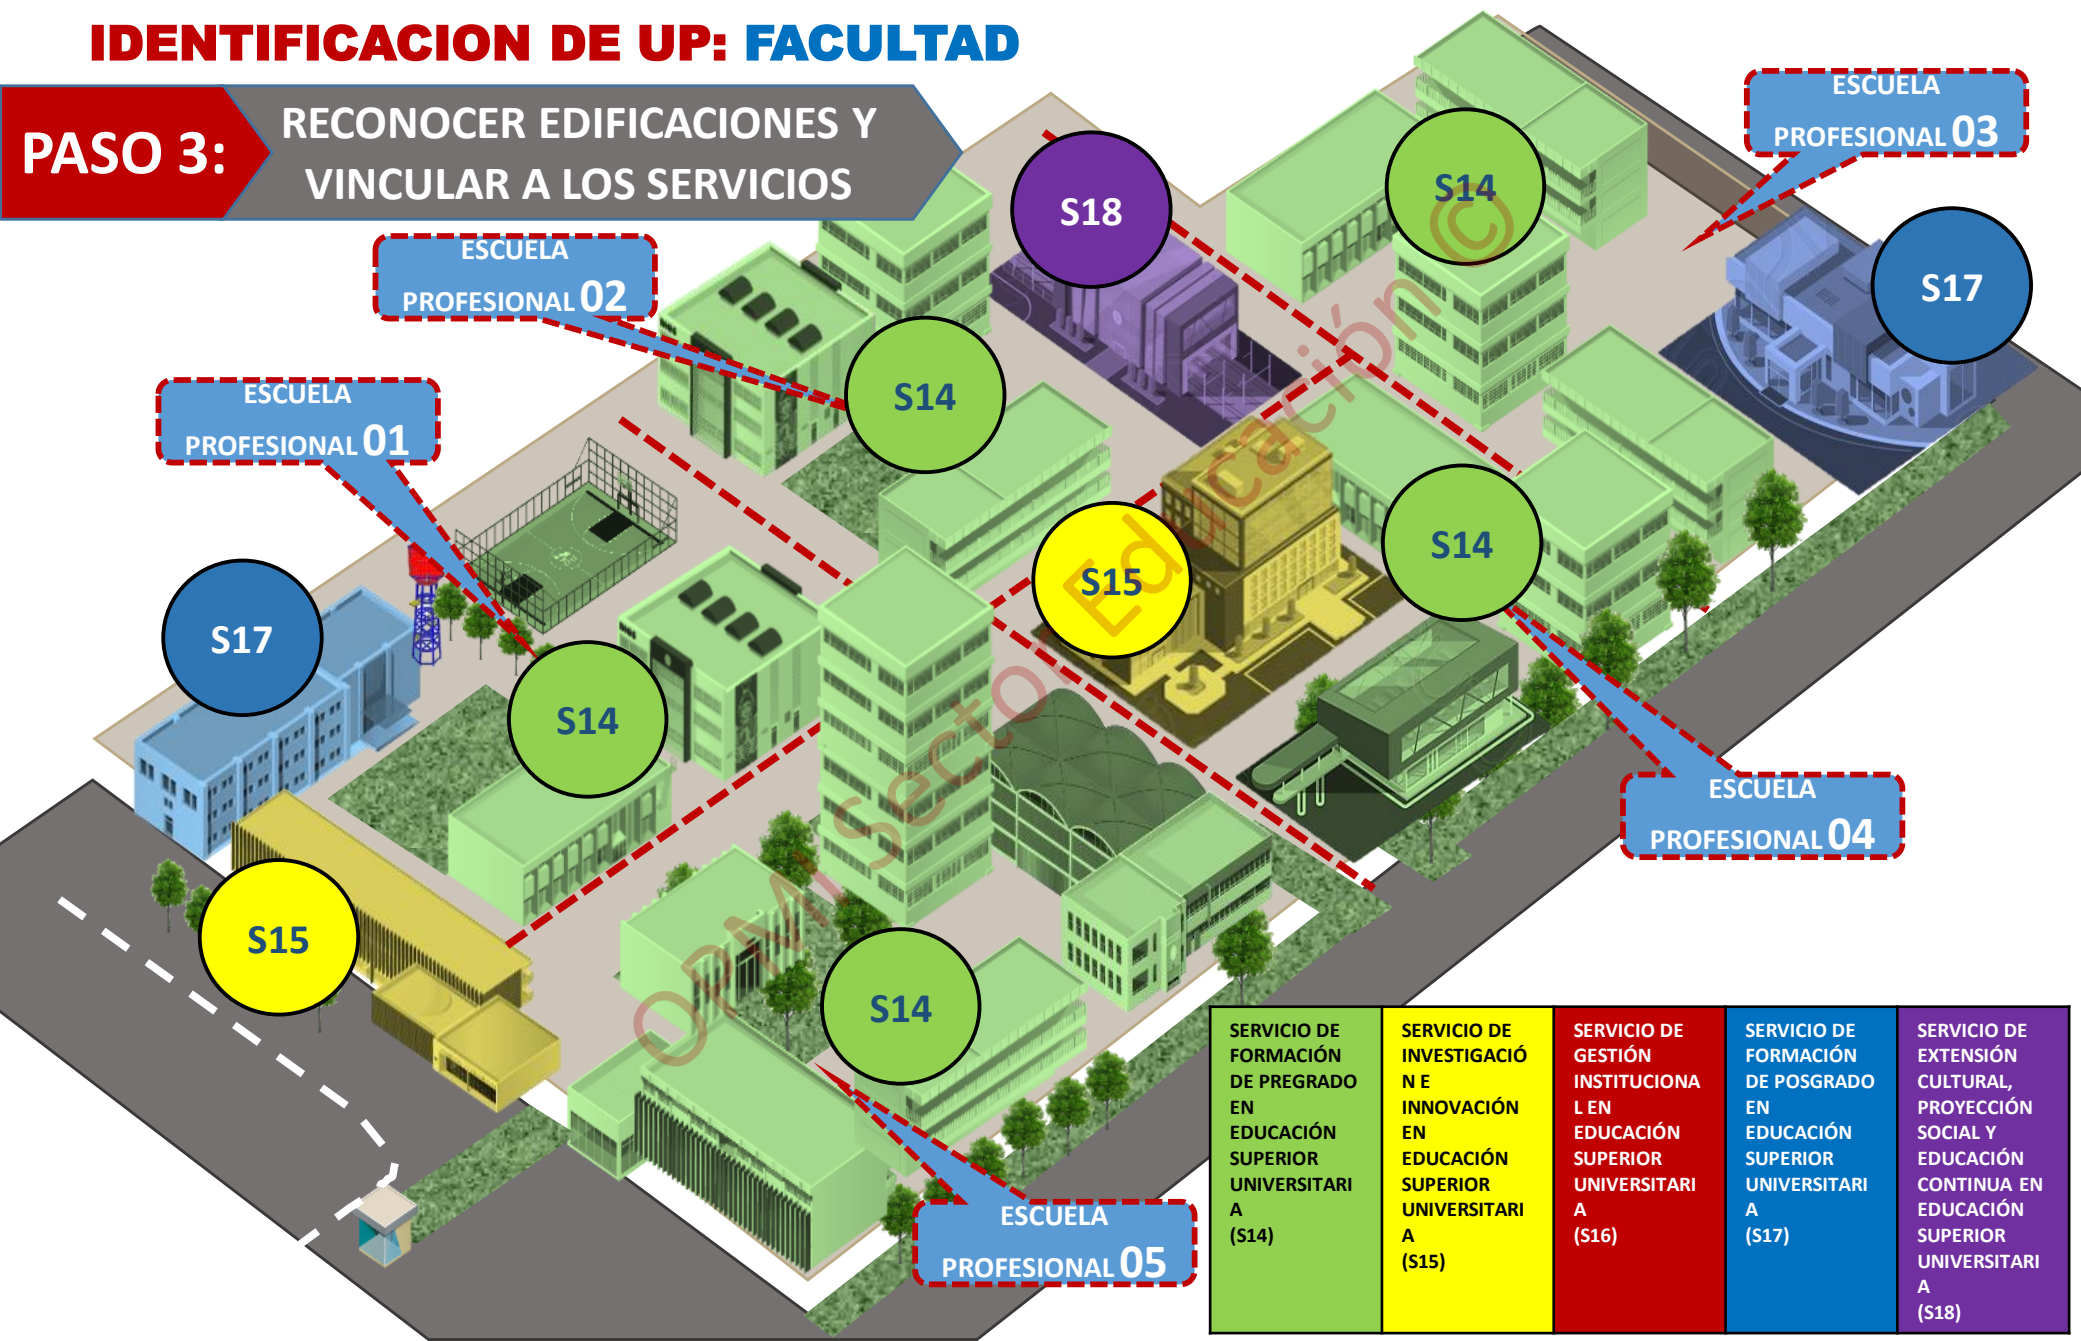 IDENTIFICACION DE UP: FACULTAD
PASO 3:
RECONOCER EDIFICACIONES Y
VINCULAR A LOS SERVICIOS
ESCUELA
PROFESIONAL 03
S14
S18
S17
ESCUELA
PROFESIONAL 02
S14
ESCUELA
PROFESIONAL 01
S14
S15
S17
S14
ESCUELA
PROFESIONAL 04
S15
S14
ESCUELA
PROFESIONAL 05
OPMI Sector Educación ©
SERVICIO DE
FORMACIÓN
DE PREGRADO
EN
EDUCACIÓN
SUPERIOR
UNIVERSITARI
A
(S14)
SERVICIO DE
INVESTIGACIÓ
N E
INNOVACIÓN
EN
EDUCACIÓN
SUPERIOR
UNIVERSITARI
A
(S15)
SERVICIO DE
GESTIÓN
INSTITUCIONA
L EN
EDUCACIÓN
SUPERIOR
UNIVERSITARI
A
(S16)
SERVICIO DE
FORMACIÓN
DE POSGRADO
EN
EDUCACIÓN
SUPERIOR
UNIVERSITARI
A
(S17)
SERVICIO DE
EXTENSIÓN
CULTURAL,
PROYECCIÓN
SOCIAL Y
EDUCACIÓN
CONTINUA EN
EDUCACIÓN
SUPERIOR
UNIVERSITARI
A
(S18)